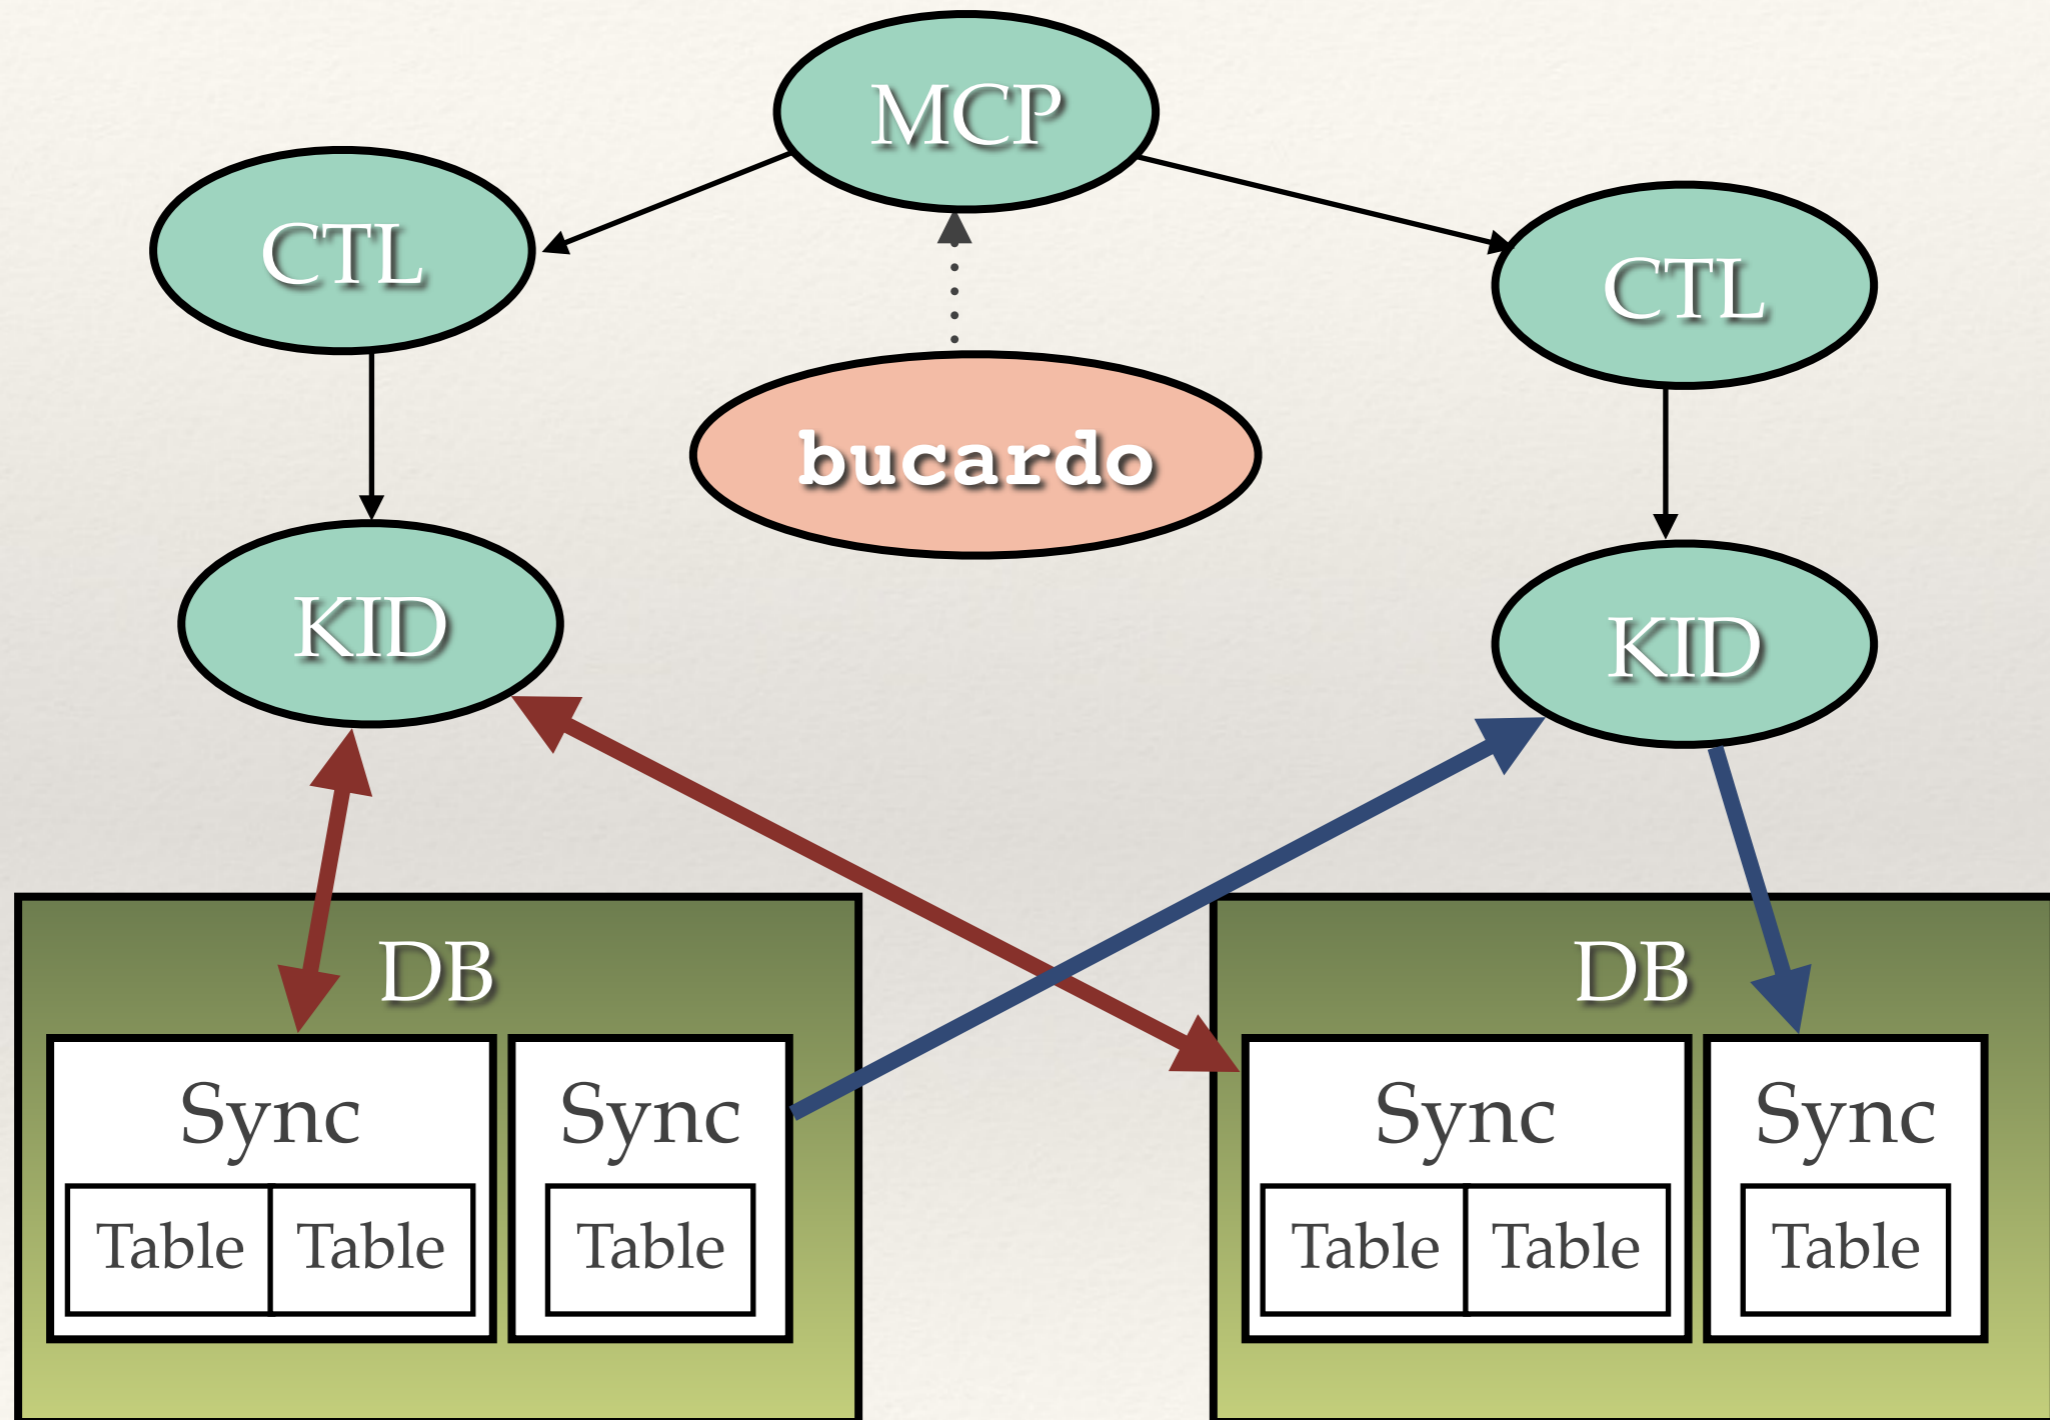 MCP
CTL
CTL
bucardo
KID
KID
DB
DB
Sync
Sync
Sync
Sync
Table
Table
Table
Table
Table
Table